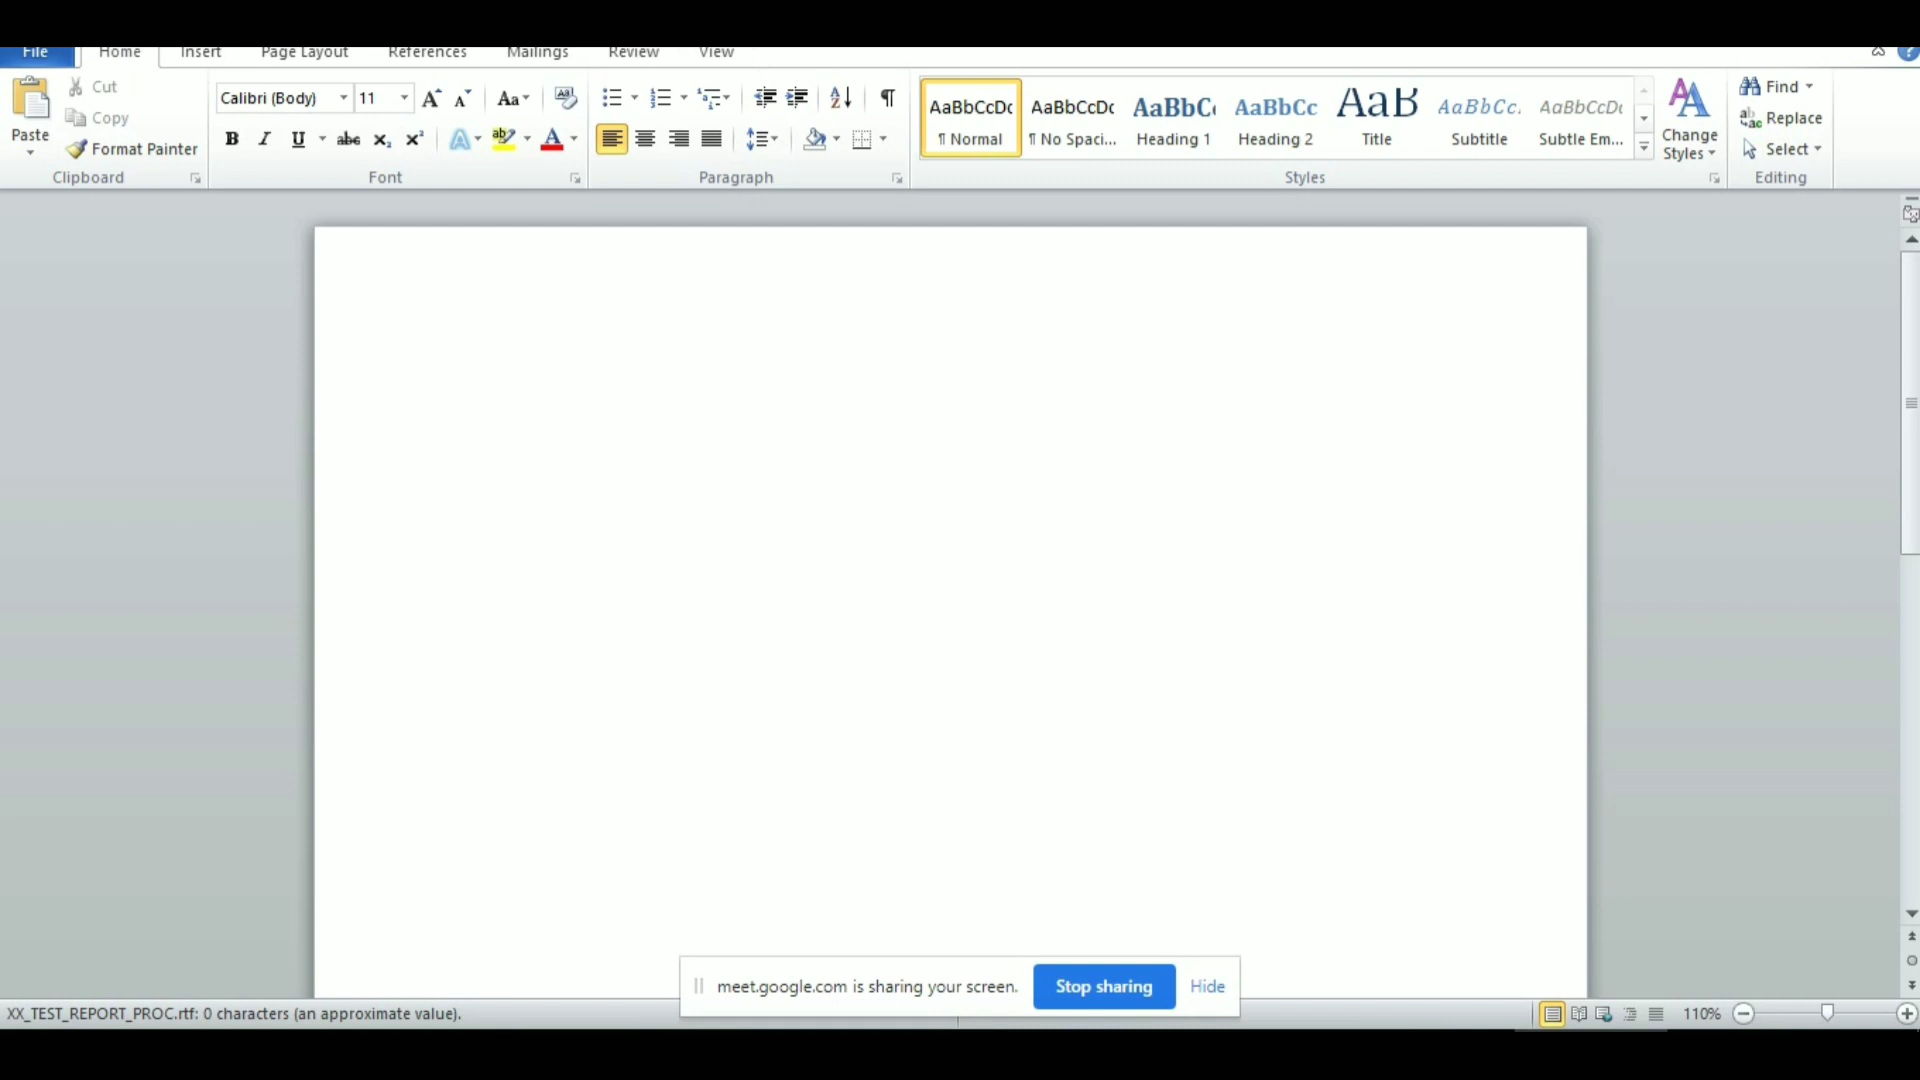 File Home Insert Page Layout References Mailings Review View
Paste
Cut
Copy
Format Painter
Clipboard
Calibri (Body) 11
Font
Paragraph
AaBbCcDc AaBbCcDc AaBbC AaBbCc AaB AaBbCc. AaBbCcDc
¶ Normal ¶ No Spaci... Heading 1 Heading 2 Title Subtitle Subtle Em...
Change
Styles
Styles
Find
Replace
Select
Editing
meet.google.com is sharing your screen. Stop sharing Hide
XX_TEST_REPORT_PROC.rtf: 0 characters (an approximate value). 110%